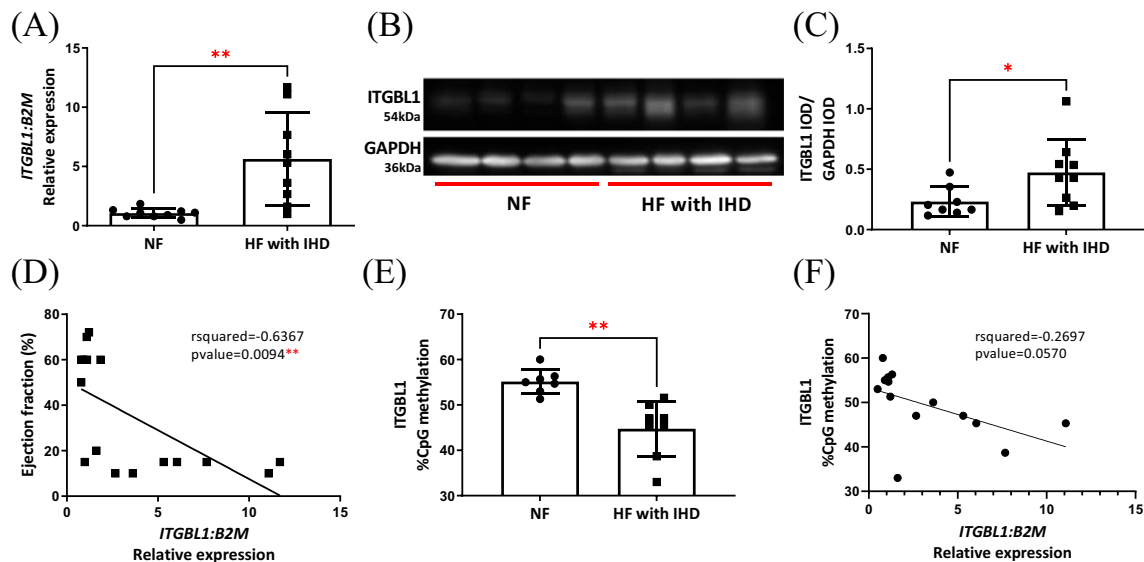 (A)
ITGBL1:B2M
Relative expression
15
10
5
0
**
NF
HF with IHD
(B)
ITGBL1
54kDa
GAPDH
36kDa
NF
HF with IHD
(C)
ITGBL1 IOD/
GAPDH IOD
1.5
1.0
0.5
0.0
*
NF
HF with IHD
(D)
Ejection fraction (%)
80
60
40
20
0
rsquared=-0.6367
pvalue=0.0094**
0
5
10
15
ITGBL1:B2M
Relative expression
(E)
ITGBL1
%CpG methylation
70
60
50
40
30
**
NF
HF with IHD
(F)
ITGBL1
%CpG methylation
70
60
50
40
30
rsquared=-0.2697
pvalue=0.0570
0
5
10
15
ITGBL1:B2M
Relative expression